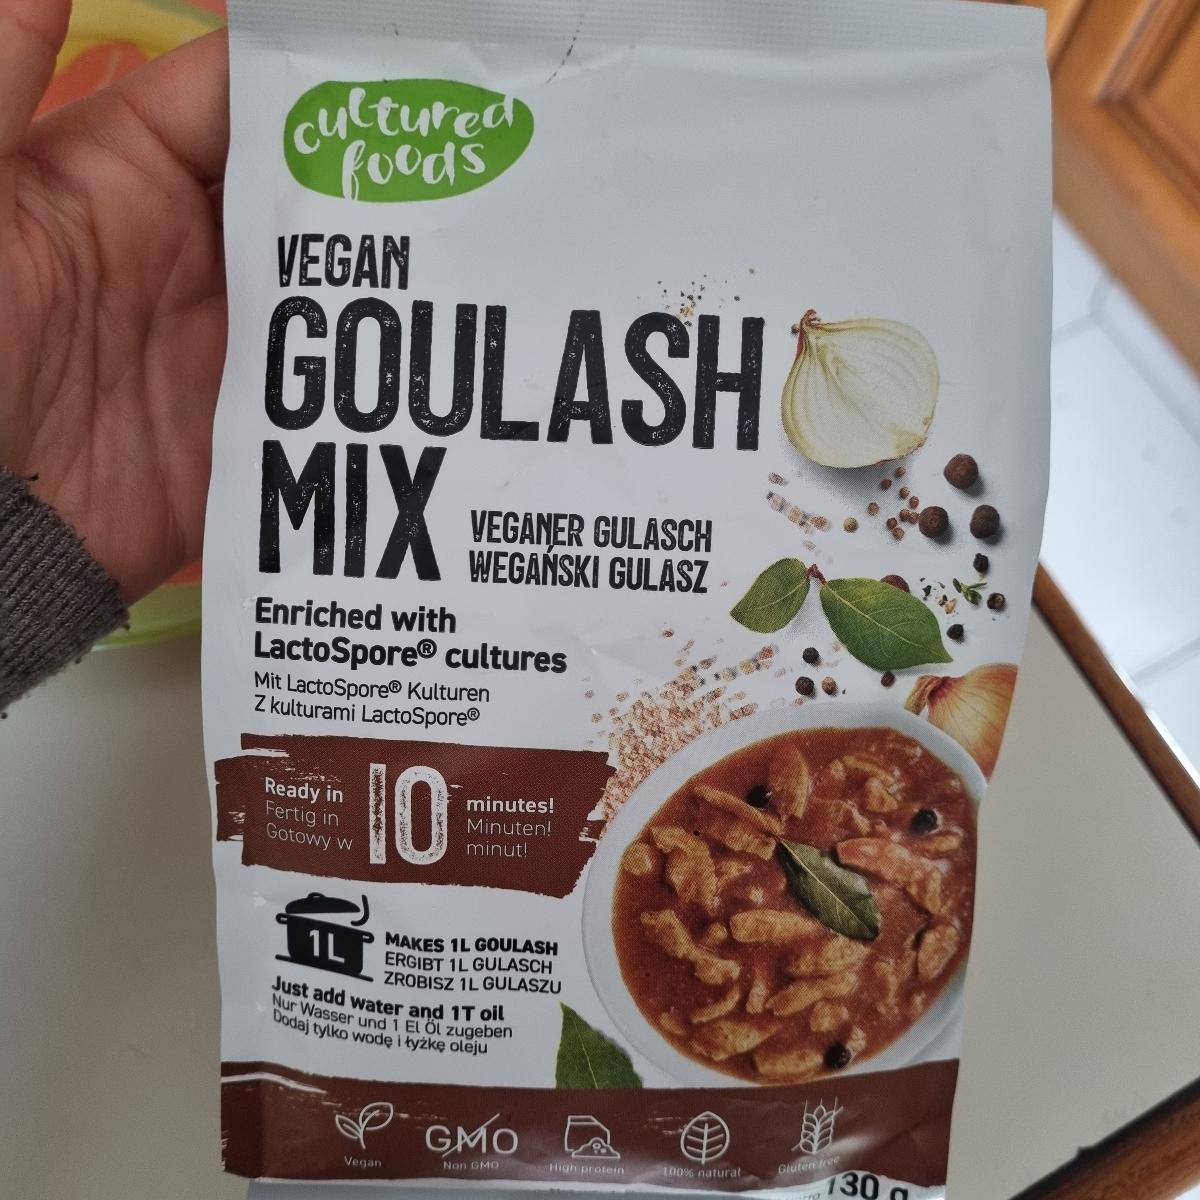 cultured
foods
VEGAN
GOULASH
MIX
VEGANER GULASCH
WEGAŃSKI GULASZ
Enriched with
LactoSpore® cultures
Mit LactoSpore® Kulturen
Z kulturami LactoSpore®
Ready in 10 minutes!
Fertig in Minuten!
Gotowy w minut!
1L
MAKES 1L GOULASH
ERGIBT 1L GULASCH
ZROBISZ 1L GULASZU
Just add water and 1T oil
Nur Wasser und 1 El Öl zugeben
Dodaj tylko wodę i łyżkę oleju
GMO
Vegan
Non GMO
High protein
100% natural
Gluten free
130 g